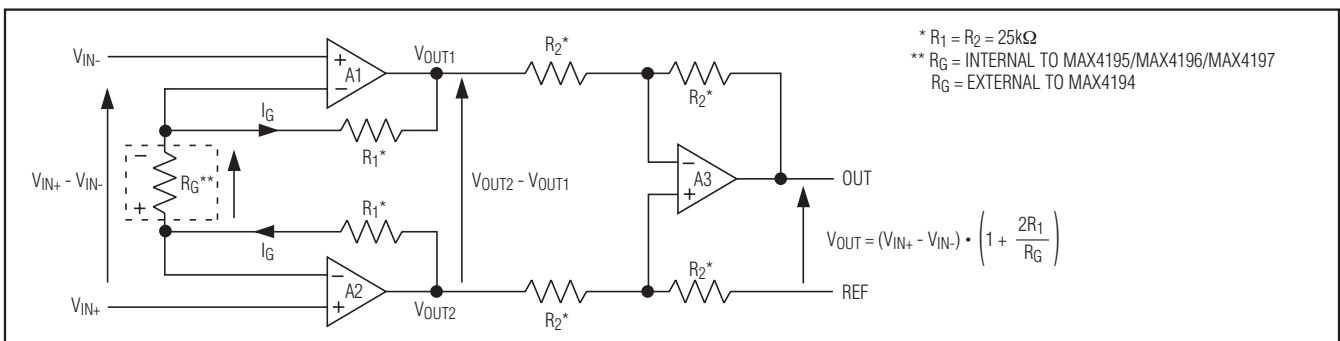 * R1 = R2 = 25kΩ
** RG = INTERNAL TO MAX4195/MAX4196/MAX4197
RG = EXTERNAL TO MAX4194
VIN-
+
A1
−
VOUT1
R2*
R2*
IG
R1*
VIN+ - VIN-
−
RG**
+
VOUT2 - VOUT1
−
A3
+
OUT
R1*
IG
VOUT = (VIN+ - VIN-) • (1 + 2R1 / RG)
−
A2
+
VIN+
VOUT2
R2*
R2*
REF